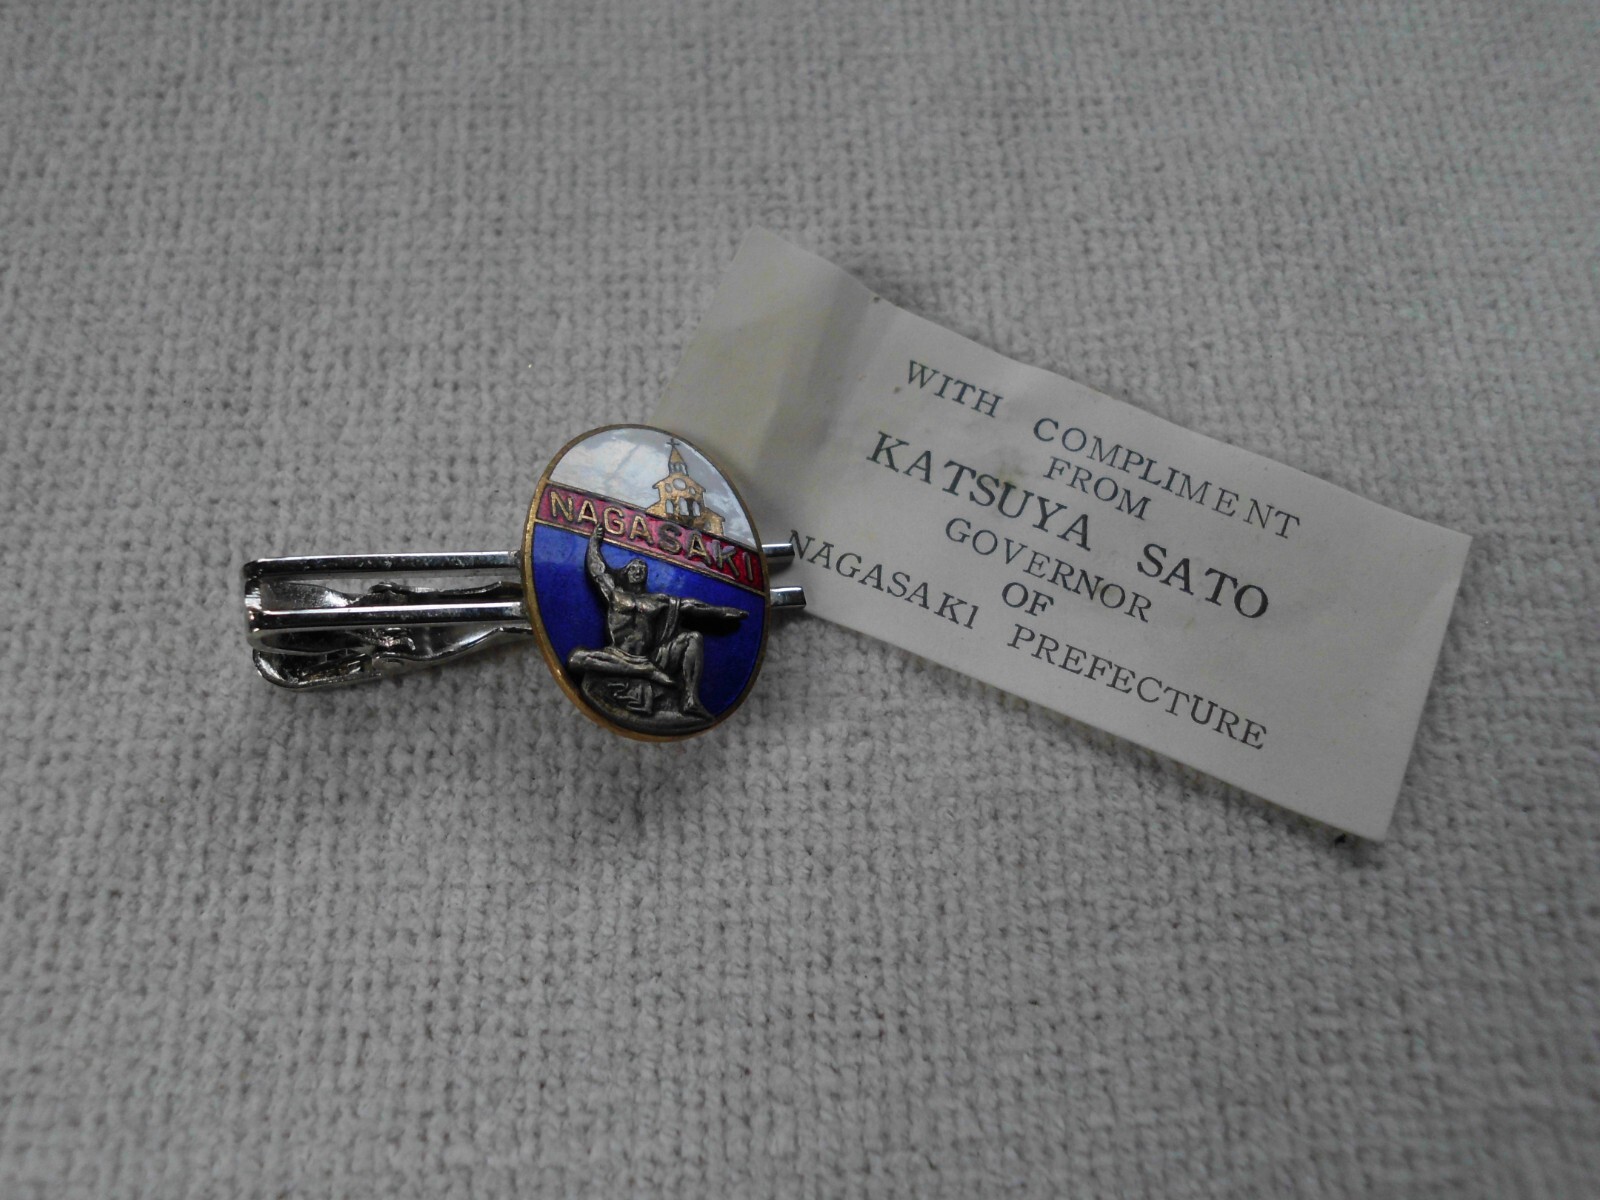 NAGASAKI
WITH COMPLIMENT
FROM
KATSUYA SATO
GOVERNOR
OF
NAGASAKI PREFECTURE